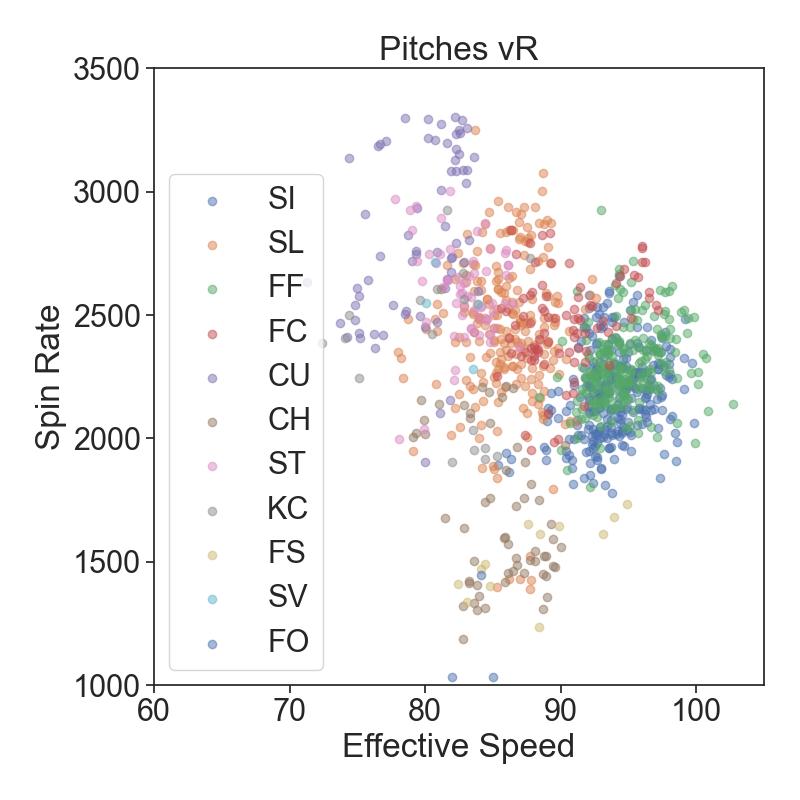 Pitches vR
3500
3000
2500
2000
1500
1000
Spin Rate
SI
SL
FF
FC
CU
CH
ST
KC
FS
SV
FO
60 70 80 90 100
Effective Speed